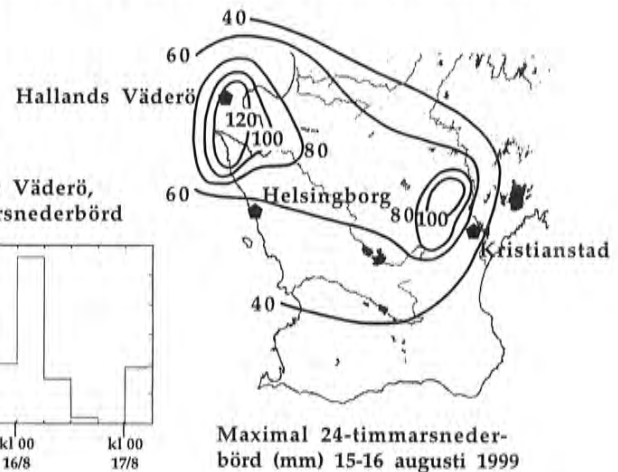 40
60
Hallands Väderö
120
100
80
Väderö,
60
Helsingborg
rsnederbörd
80
100
Kristianstad
40
kl 00
16/8
kl 00
17/8
Maximal 24-timmarsneder-
börd (mm) 15-16 augusti 1999